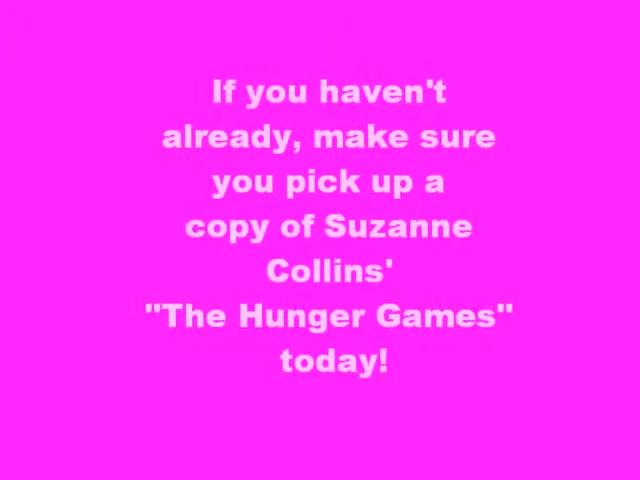 If you haven't
already, make sure
you pick up a
copy of Suzanne
Collins'
"The Hunger Games"
today!